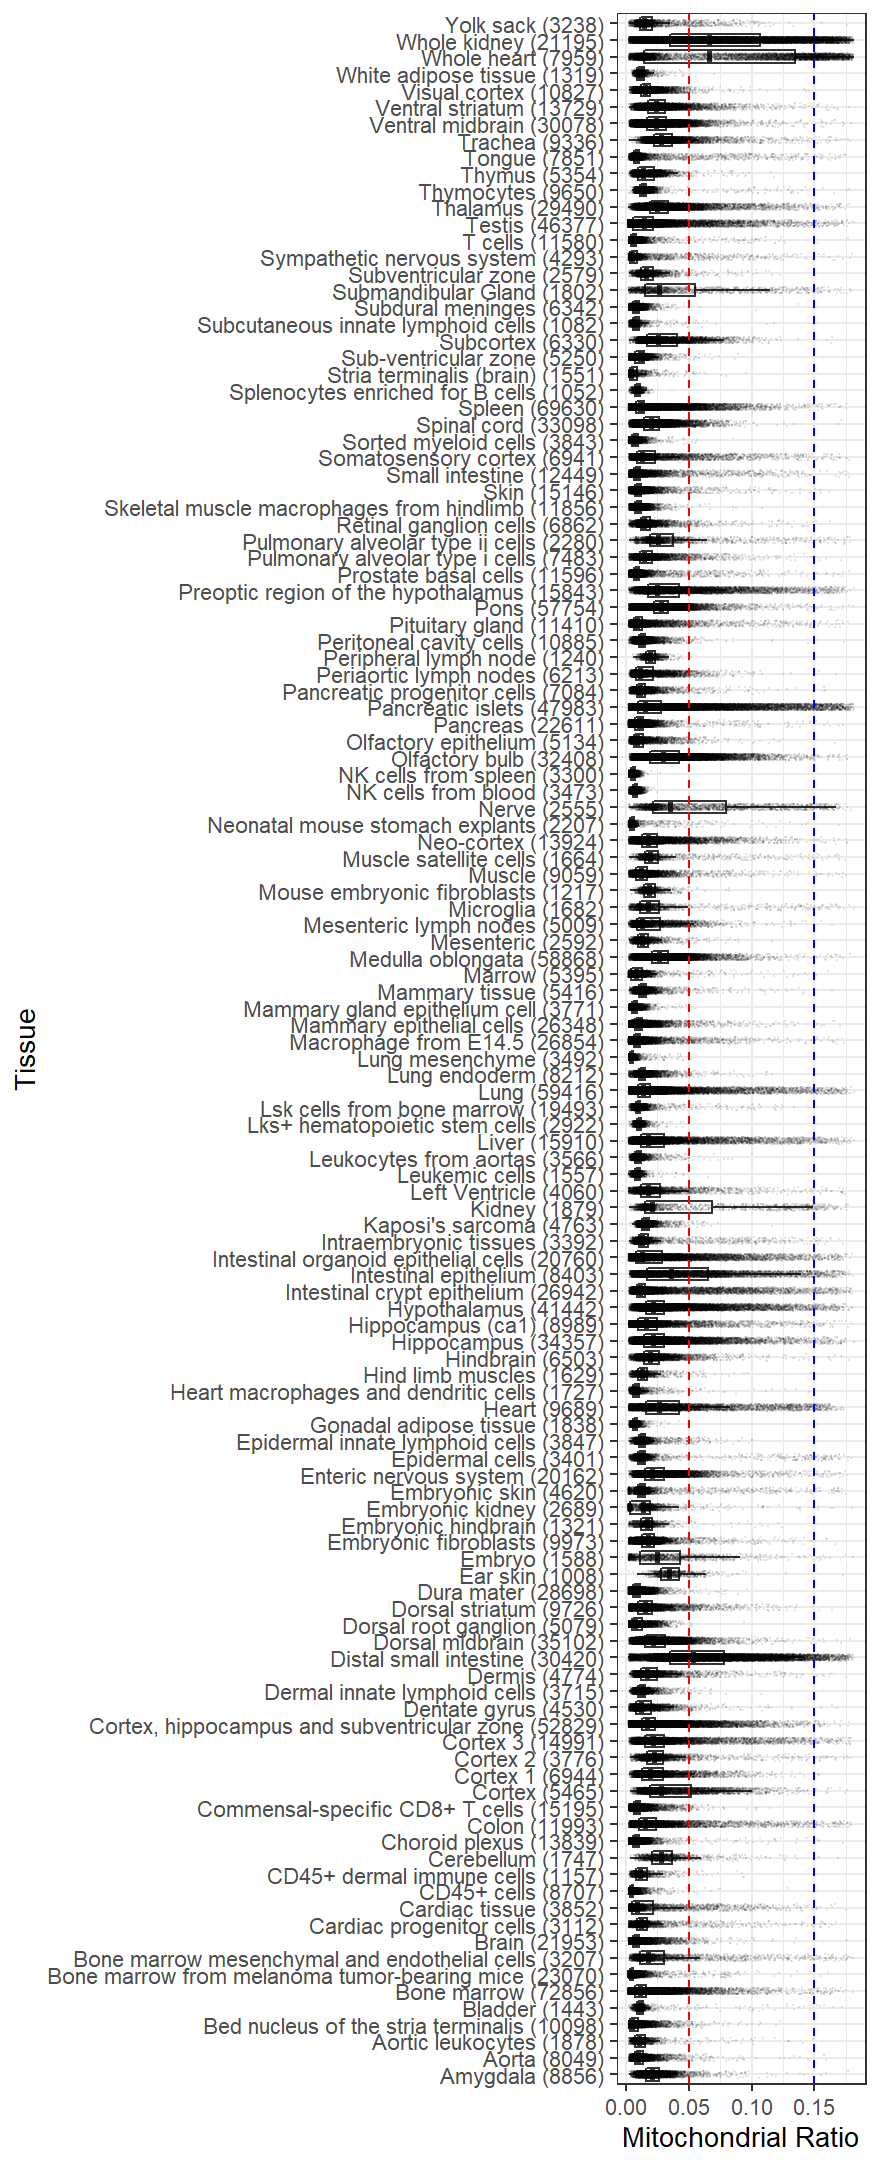 Yolk sack (3238)
Whole kidney (21195)
Whole heart (7959)
White adipose tissue (1319)
Visual cortex (10827)
Ventral striatum (13729)
Ventral midbrain (30078)
Trachea (9336)
Tongue (7851)
Thymus (5354)
Thymocytes (9650)
Thalamus (29490)
Testis (46377)
T cells (11580)
Sympathetic nervous system (4293)
Subventricular zone (2579)
Submandibular Gland (1802)
Subdural meninges (6342)
Subcutaneous innate lymphoid cells (1082)
Subcortex (6330)
Sub-ventricular zone (5250)
Stria terminalis (brain) (1551)
Splenocytes enriched for B cells (1052)
Spleen (69630)
Spinal cord (33098)
Sorted myeloid cells (3843)
Somatosensory cortex (6941)
Small intestine (12449)
Skin (15146)
Skeletal muscle macrophages from hindlimb (11856)
Retinal ganglion cells (6862)
Pulmonary alveolar type ii cells (2280)
Pulmonary alveolar type i cells (7483)
Prostate basal cells (11596)
Preoptic region of the hypothalamus (15843)
Pons (57754)
Pituitary gland (11410)
Peritoneal cavity cells (10885)
Peripheral lymph node (1240)
Periaortic lymph nodes (6213)
Pancreatic progenitor cells (7084)
Pancreatic islets (47983)
Pancreas (22611)
Olfactory epithelium (5134)
Olfactory bulb (32408)
NK cells from spleen (3300)
NK cells from blood (3473)
Nerve (2555)
Neonatal mouse stomach explants (2207)
Neo-cortex (13924)
Muscle satellite cells (1664)
Muscle (9059)
Mouse embryonic fibroblasts (1217)
Microglia (1682)
Mesenteric lymph nodes (5009)
Mesenteric (2592)
Medulla oblongata (58868)
Marrow (5395)
Mammary tissue (5416)
Mammary gland epithelium cell (3771)
Mammary epithelial cells (26348)
Macrophage from E14.5 (26854)
Lung mesenchyme (3492)
Lung endoderm (8212)
Lung (59416)
Lsk cells from bone marrow (19493)
Lks+ hematopoietic stem cells (2922)
Liver (15910)
Leukocytes from aortas (3566)
Leukemic cells (1557)
Left Ventricle (4060)
Kidney (1879)
Kaposi's sarcoma (4763)
Intraembryonic tissues (3392)
Intestinal organoid epithelial cells (20760)
Intestinal epithelium (8403)
Intestinal crypt epithelium (26942)
Hypothalamus (41442)
Hippocampus (ca1) (8989)
Hippocampus (34357)
Hindbrain (6503)
Hind limb muscles (1629)
Heart macrophages and dendritic cells (1727)
Heart (9689)
Gonadal adipose tissue (1838)
Epidermal innate lymphoid cells (3847)
Epidermal cells (3401)
Enteric nervous system (20162)
Embryonic skin (4620)
Embryonic kidney (2689)
Embryonic hindbrain (1321)
Embryonic fibroblasts (9973)
Embryo (1588)
Ear skin (1008)
Dura mater (28698)
Dorsal striatum (9726)
Dorsal root ganglion (5079)
Dorsal midbrain (35102)
Distal small intestine (30420)
Dermis (4774)
Dermal innate lymphoid cells (3715)
Dentate gyrus (4530)
Cortex, hippocampus and subventricular zone (52829)
Cortex 3 (14991)
Cortex 2 (3776)
Cortex 1 (6944)
Cortex (5465)
Commensal-specific CD8+ T cells (15195)
Colon (11993)
Choroid plexus (13839)
Cerebellum (1747)
CD45+ dermal immune cells (1157)
CD45+ cells (8707)
Cardiac tissue (3852)
Cardiac progenitor cells (3112)
Brain (21953)
Bone marrow mesenchymal and endothelial cells (3207)
Bone marrow from melanoma tumor-bearing mice (23070)
Bone marrow (72856)
Bladder (1443)
Bed nucleus of the stria terminalis (10098)
Aortic leukocytes (1878)
Aorta (8049)
Amygdala (8856)
Tissue
0.00 0.05 0.10 0.15
Mitochondrial Ratio